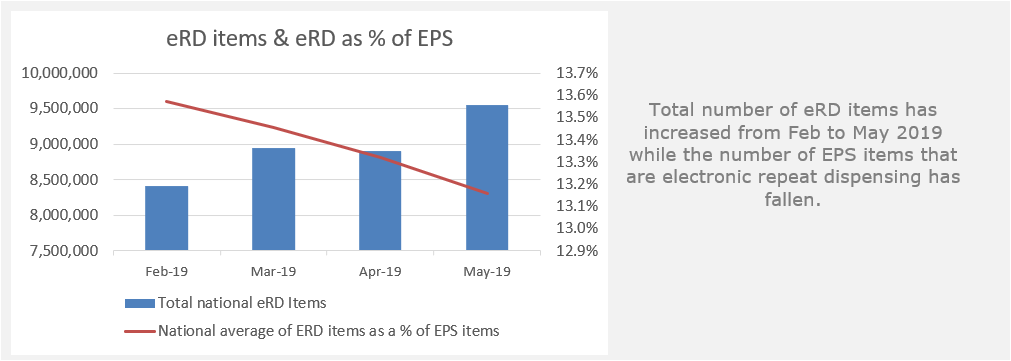 eRD items & eRD as % of EPS
10,000,000
9,500,000
9,000,000
8,500,000
8,000,000
7,500,000
13.7%
13.6%
13.5%
13.4%
13.3%
13.2%
13.1%
13.0%
12.9%
Feb-19 Mar-19 Apr-19 May-19
Total national eRD Items
National average of ERD items as a % of EPS items
Total number of eRD items has
increased from Feb to May 2019
while the number of EPS items that
are electronic repeat dispensing has
fallen.